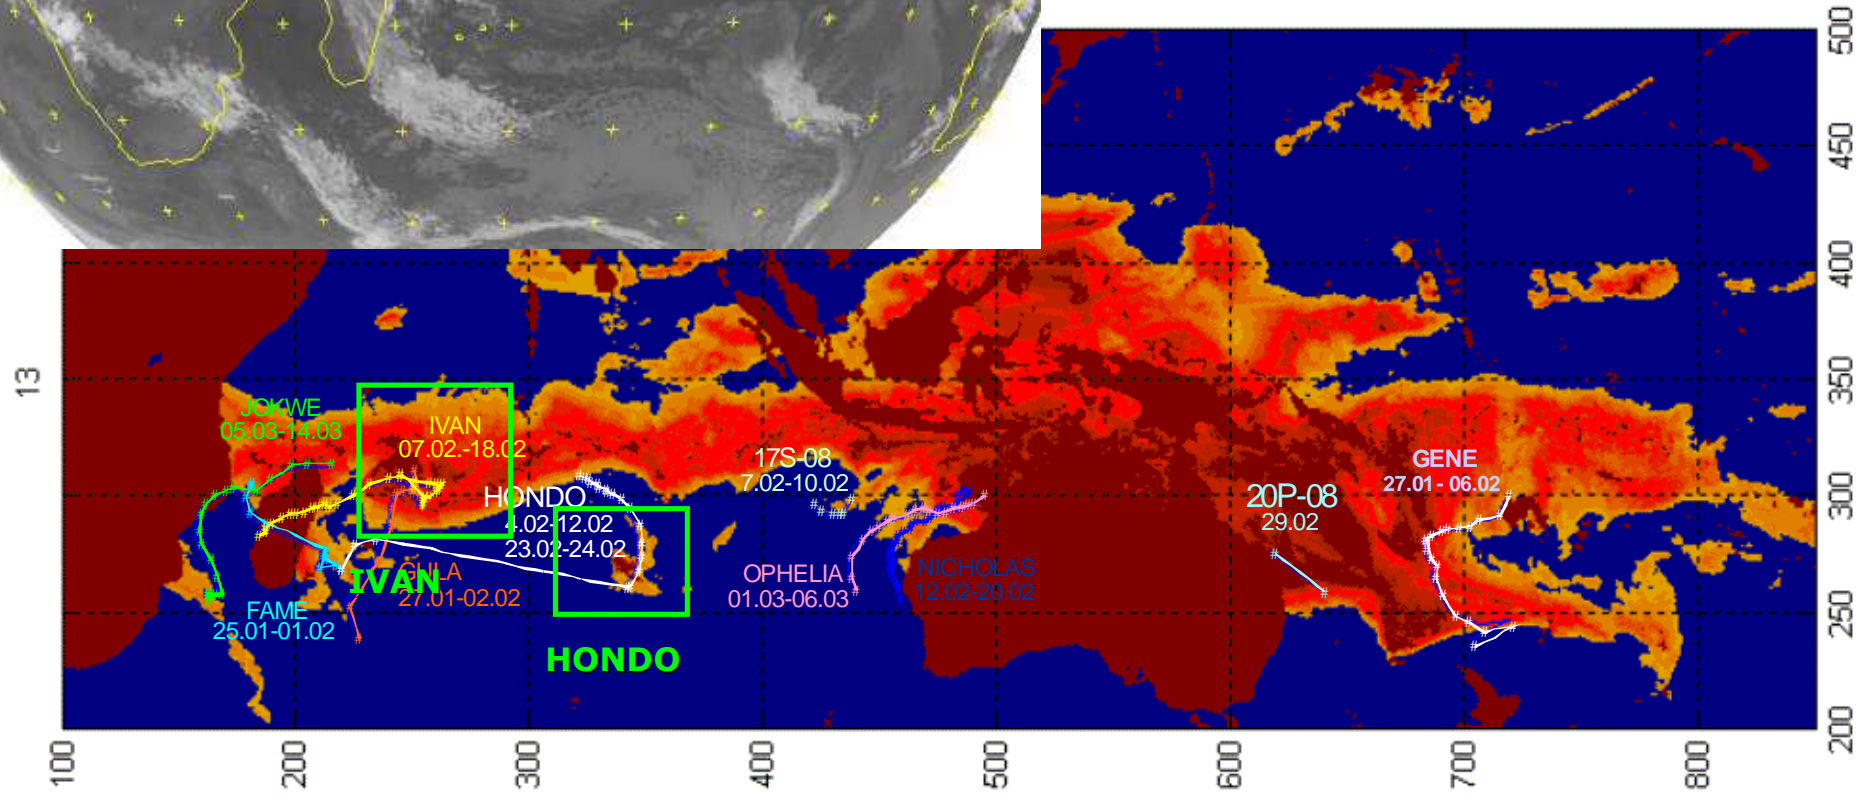 500
450
400
350
300
250
200
13
JOKWE
05.03-14.03
IVAN
07.02.-18.02
HONDO
4.02-12.02
23.02-24.02
17S-08
7.02-10.02
20P-08
29.02
GENE
27.01- 06.02
IVAN
GULA
27.01-02.02
FAME
25.01-01.02
OPHELIA
01.03-06.03
NICHOLAS
12.02-20.02
HONDO
100
200
300
400
500
600
700
800